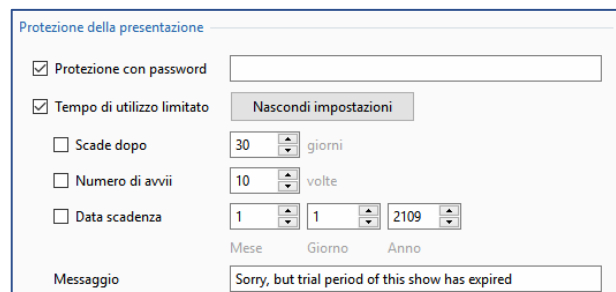 Protezione della presentazione
Protezione con password
Tempo di utilizzo limitato Nascondi impostazioni
Scade dopo 30 giorni
Numero di avvii 10 volte
Data scadenza 1 1 2109
Mese Giorno Anno
Messaggio Sorry, but trial period of this show has expired